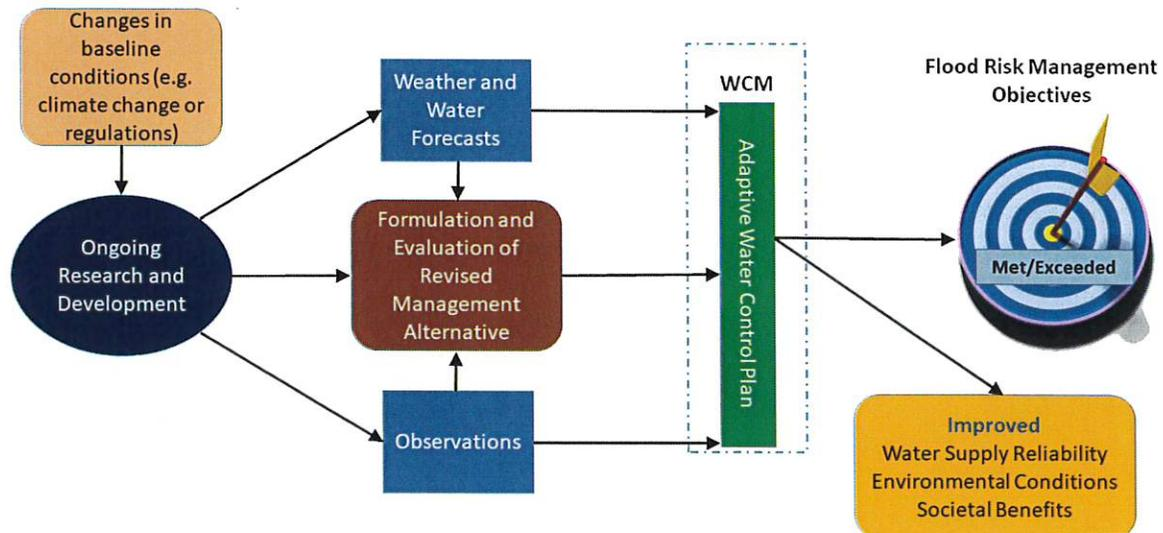 Changes in
baseline
conditions (e.g.
climate change or
regulations)
Ongoing
Research and
Development
Weather and
Water
Forecasts
Formulation and
Evaluation of
Revised
Management
Alternative
Observations
WCM
Adaptive Water Control Plan
Flood Risk Management
Objectives
Met/Exceeded
Improved
Water Supply Reliability
Environmental Conditions
Societal Benefits